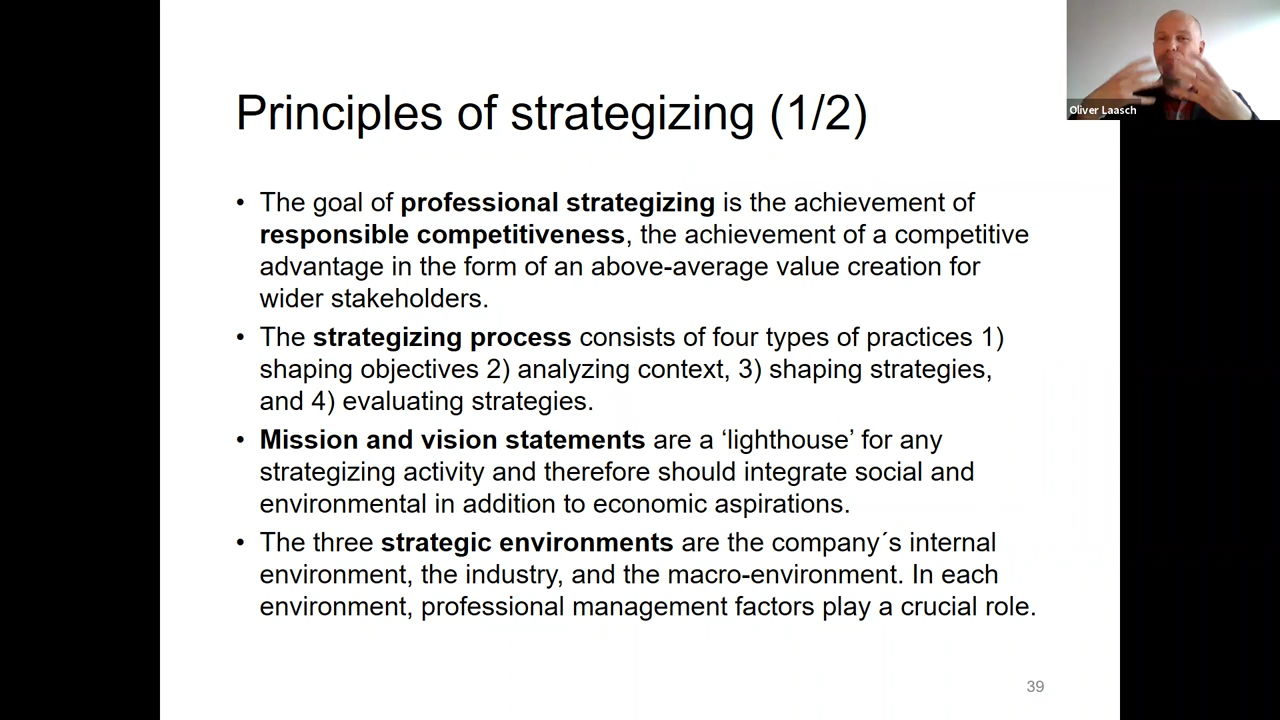 Principles of strategizing (1/2)
Oliver Laasch
• The goal of professional strategizing is the achievement of
responsible competitiveness, the achievement of a competitive
advantage in the form of an above-average value creation for
wider stakeholders.
• The strategizing process consists of four types of practices 1)
shaping objectives 2) analyzing context, 3) shaping strategies,
and 4) evaluating strategies.
• Mission and vision statements are a ‘lighthouse’ for any
strategizing activity and therefore should integrate social and
environmental in addition to economic aspirations.
• The three strategic environments are the company´s internal
environment, the industry, and the macro-environment. In each
environment, professional management factors play a crucial role.
39